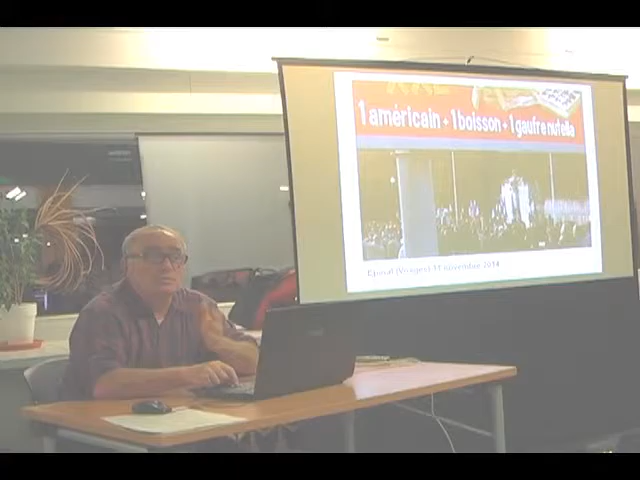 1 américain + 1 boisson + 1 gaufre nutella
Epinal (Vosges) 11 novembre 2014